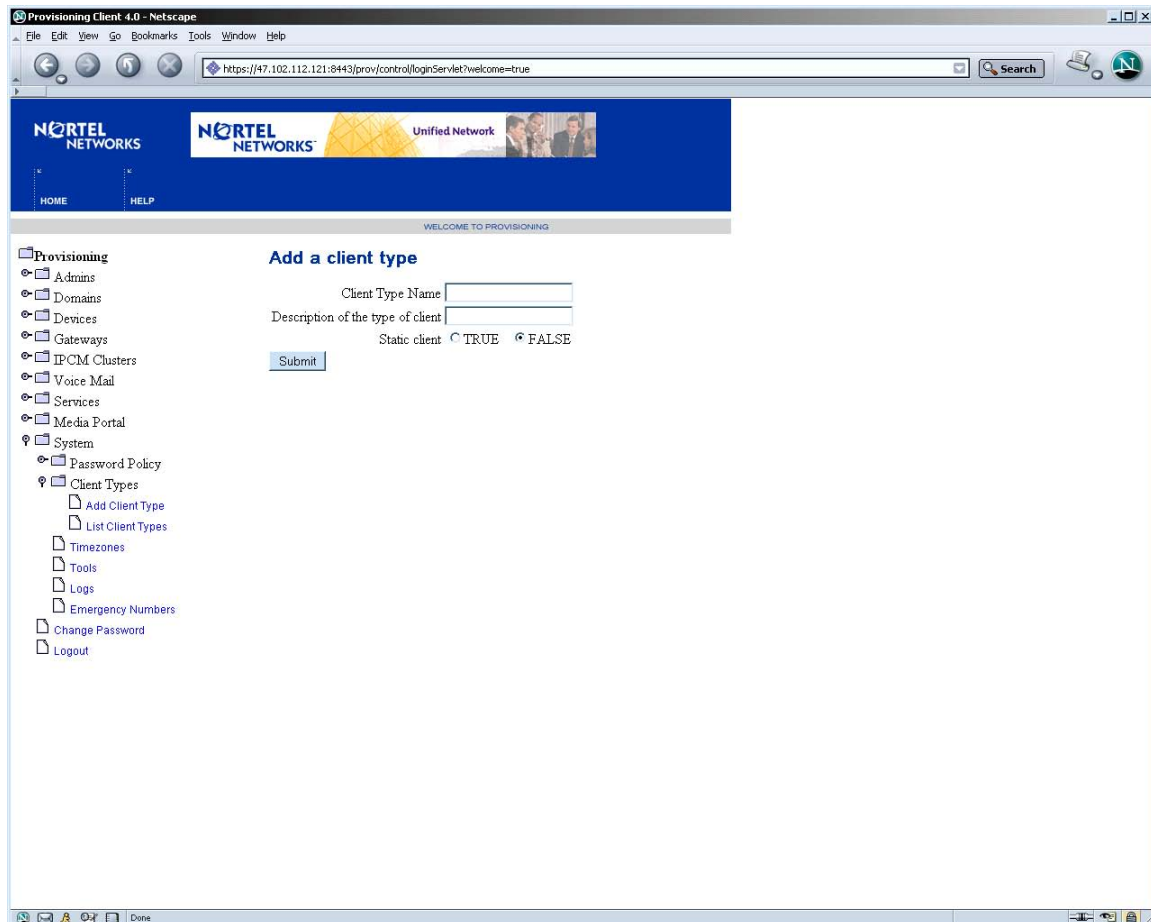 Provisioning Client 4.0 - Netscape
File Edit View Go Bookmarks Tools Window Help
https://47.102.112.121:8443/prov/control/loginServlet?welcome=true
Search
N
NORTEL
NETWORKS
NORTEL
NETWORKS
Unified Network
HOME HELP
WELCOME TO PROVISIONING
Provisioning
Admins
Domains
Devices
Gateways
IPCM Clusters
Voice Mail
Services
Media Portal
System
Password Policy
Client Types
Add Client Type
List Client Types
Timezones
Tools
Logs
Emergency Numbers
Change Password
Logout
Add a client type
Client Type Name
Description of the type of client
Static client TRUE FALSE
Submit
Done